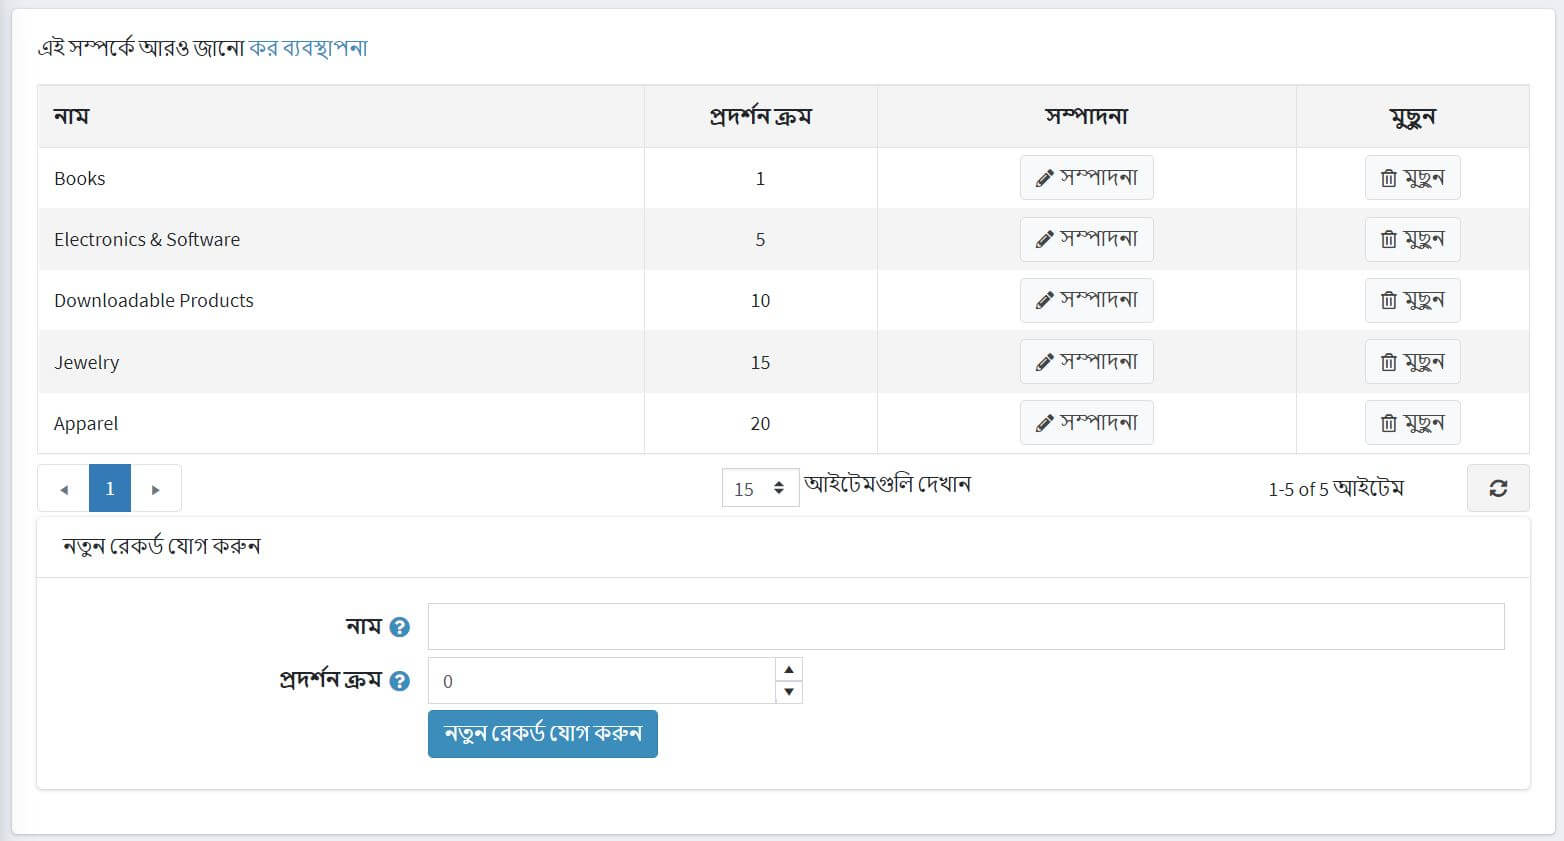 এই সম্পর্কে আরও জানো কর ব্যবস্থাপনা
নাম প্রদর্শন ক্রম সম্পাদনা মুছুন
Books 1 সম্পাদনা মুছুন
Electronics & Software 5 সম্পাদনা মুছুন
Downloadable Products 10 সম্পাদনা মুছুন
Jewelry 15 সম্পাদনা মুছুন
Apparel 20 সম্পাদনা মুছুন
1 15 আইটেমগুলি দেখান 1-5 of 5 আইটেম
নতুন রেকর্ড যোগ করুন
নাম
প্রদর্শন ক্রম 0
নতুন রেকর্ড যোগ করুন